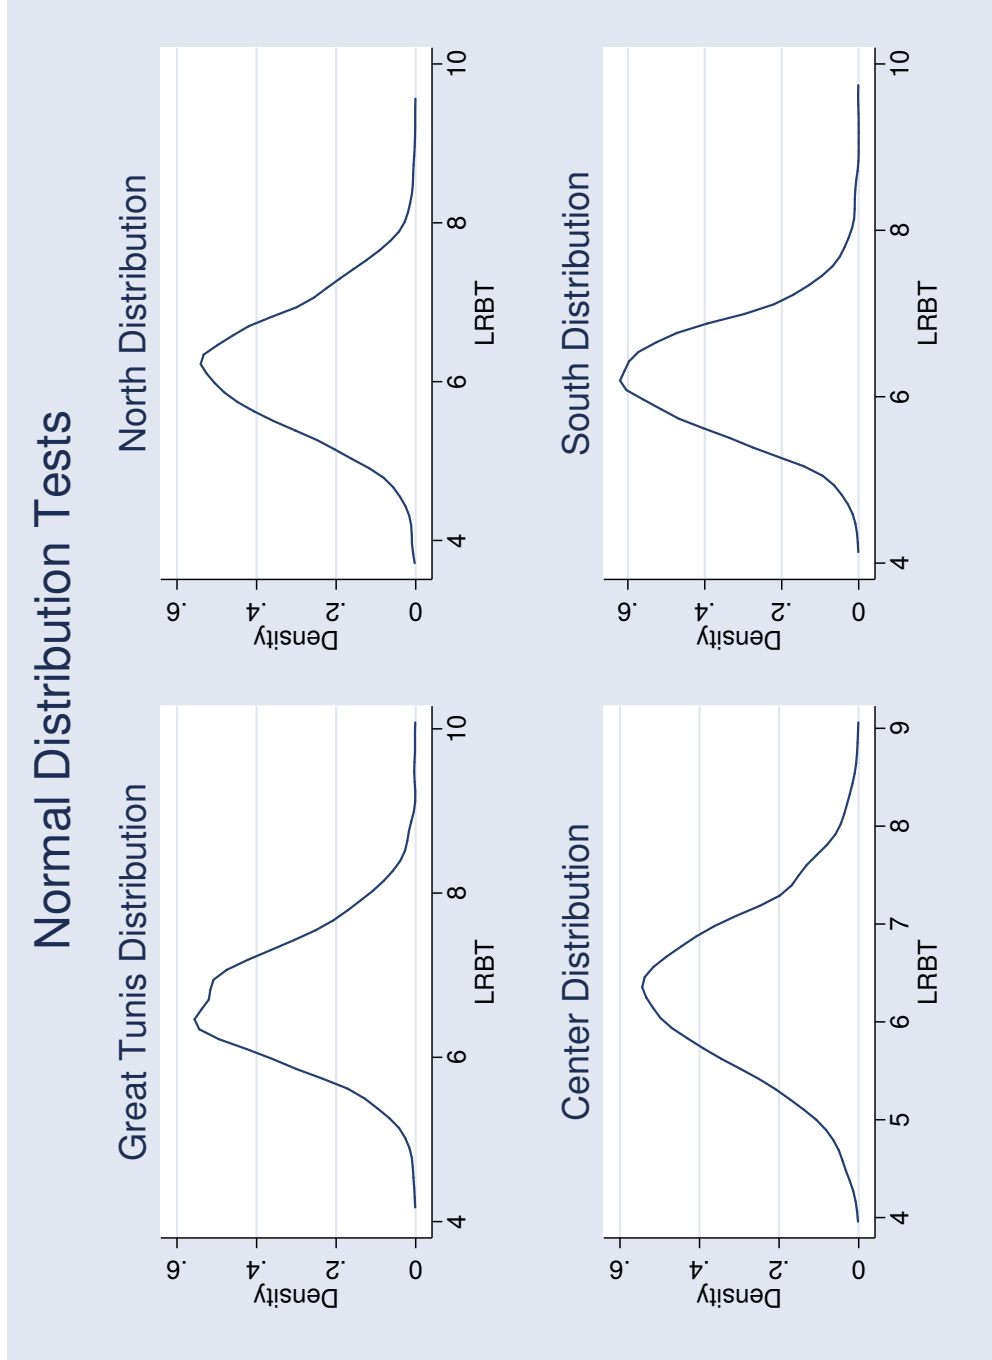 Normal Distribution Tests
Great Tunis Distribution
Density
0 .2 .4 .6
4 6 8 10
LRBT
North Distribution
Density
0 .2 .4 .6
4 6 8 10
LRBT
Center Distribution
Density
0 .2 .4 .6
4 5 6 7 8 9
LRBT
South Distribution
Density
0 .2 .4 .6
4 6 8 10
LRBT